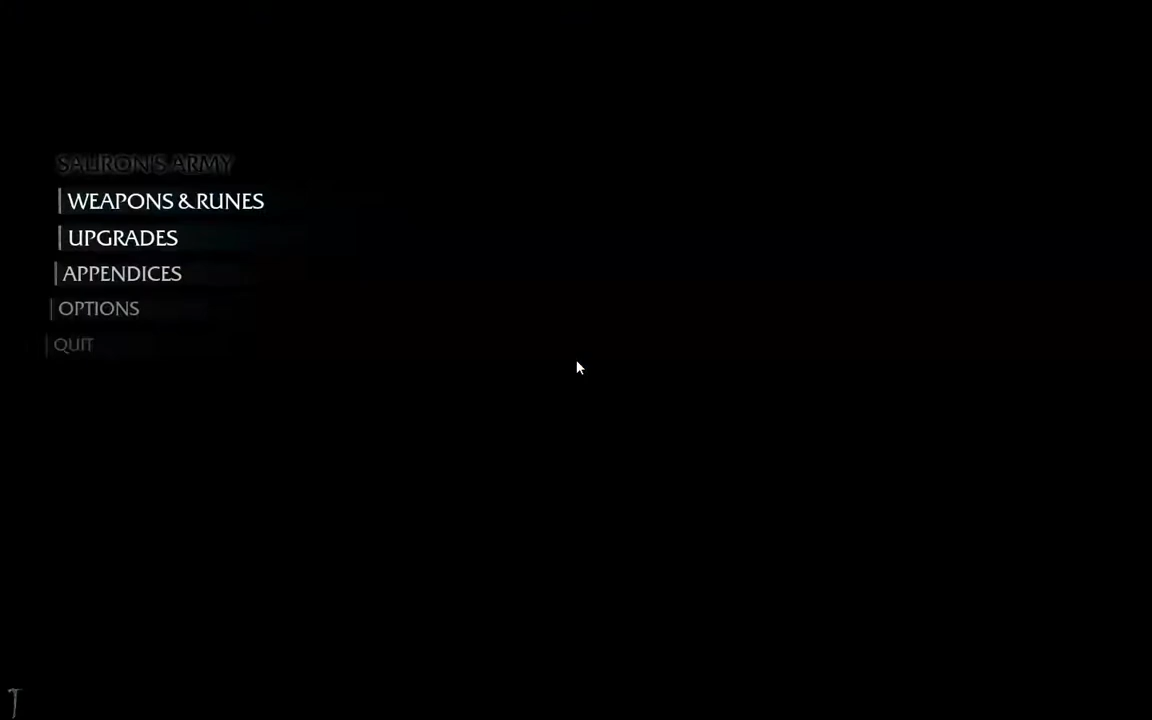 SAURON'S ARMY
WEAPONS & RUNES
UPGRADES
APPENDICES
OPTIONS
QUIT